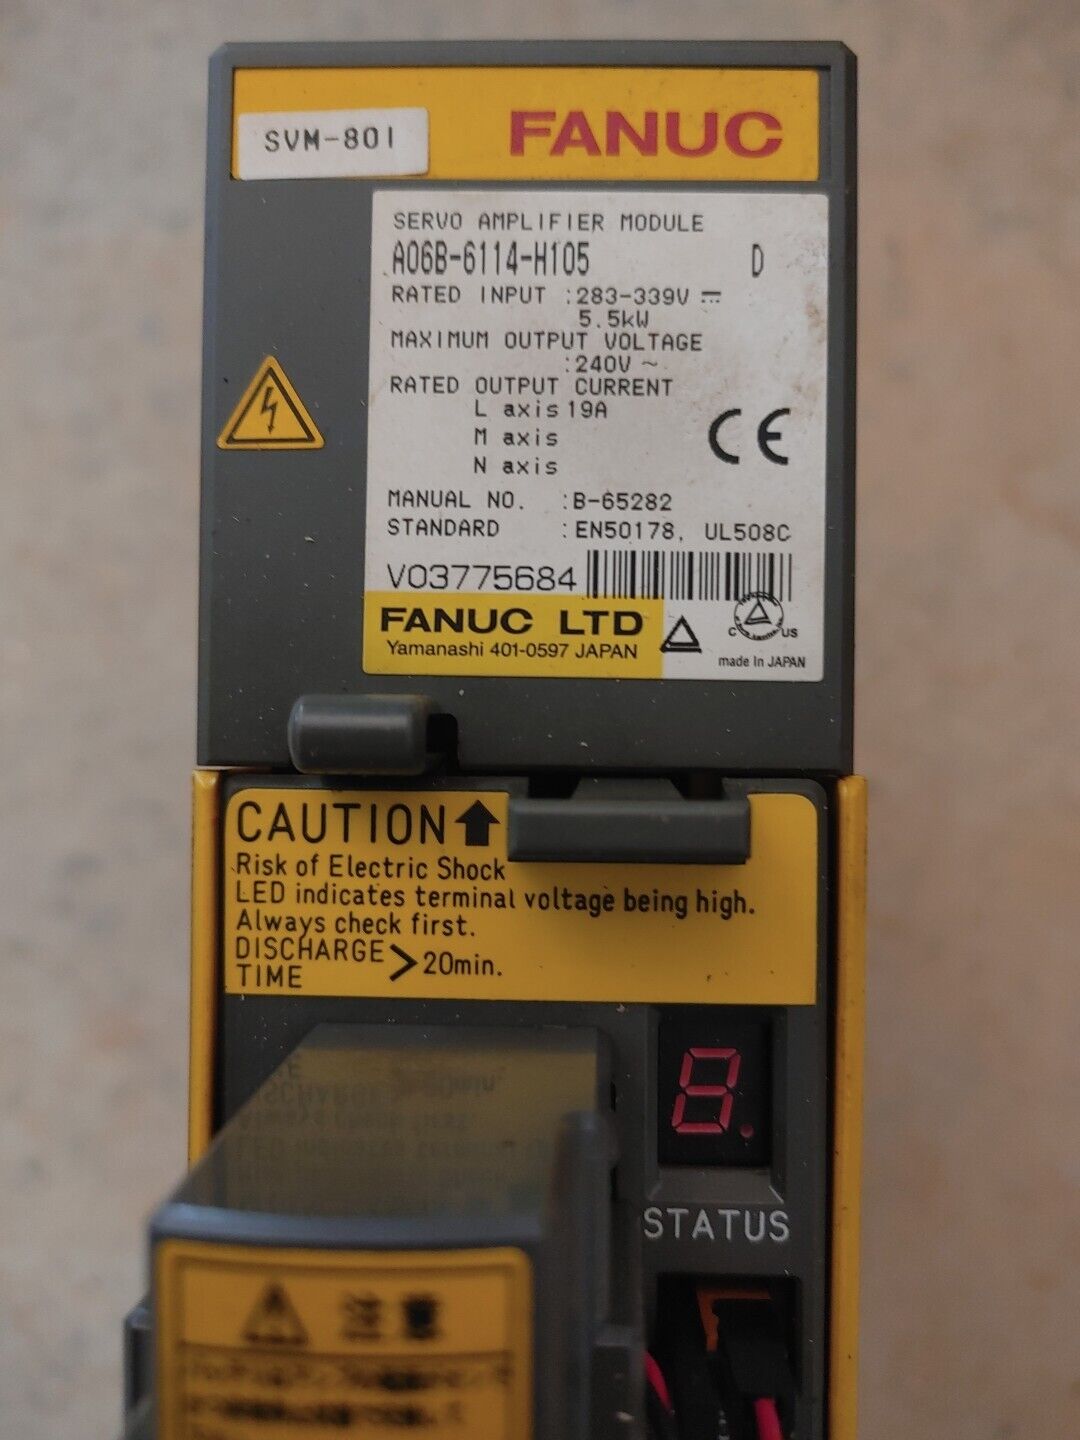 SVM-80i
FANUC
SERVO AMPLIFIER MODULE
A06B-6114-H105 D
RATED INPUT :283-339V ⎓
5.5kW
MAXIMUM OUTPUT VOLTAGE
:240V ~
RATED OUTPUT CURRENT
L axis 19A
M axis
N axis
MANUAL NO. :B-65282
STANDARD :EN50178, UL508C
CE
V03775684
FANUC LTD
Yamanashi 401-0597 JAPAN
C US
made in JAPAN
CAUTION
Risk of Electric Shock
LED indicates terminal voltage being high.
Always check first.
DISCHARGE
TIME > 20min.
8.
STATUS
注意